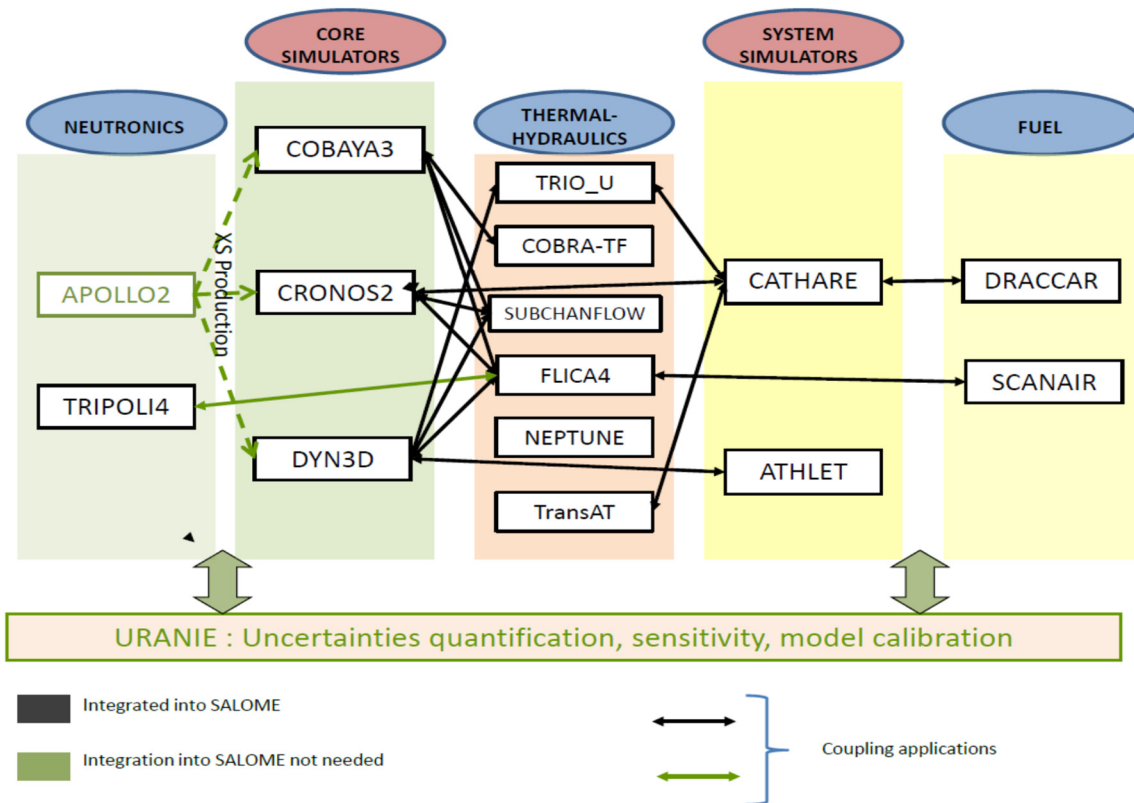 CORE
SIMULATORS
SYSTEM
SIMULATORS
NEUTRONICS
THERMAL-
HYDRAULICS
FUEL
COBAYA3
TRIO_U
COBRA-TF
XS Production
APOLLO2
CRONOS2
CATHARE
DRACCAR
SUBCHANFLOW
FLICA4
SCANAIR
TRIPOLI4
NEPTUNE
DYN3D
ATHLET
TransAT
URANIE : Uncertainties quantification, sensitivity, model calibration
Integrated into SALOME
Integration into SALOME not needed
Coupling applications